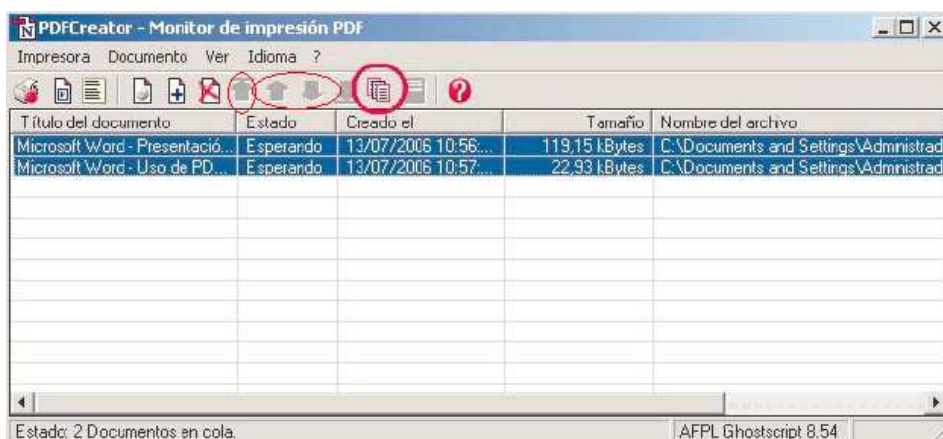 PDFCreator - Monitor de impresión PDF
Impresora Documento Ver Idioma ?
Título del documento Estado Creado el Tamaño Nombre del archivo
Microsoft Word - Presentació... Esperando 13/07/2006 10:56:... 119,15 kBytes C:\Documents and Settings\Administrad
Microsoft Word - Uso de PD... Esperando 13/07/2006 10:57:... 22,93 kBytes C:\Documents and Settings\Administrad
Estado: 2 Documentos en cola. AFPL Ghostscript 8.54